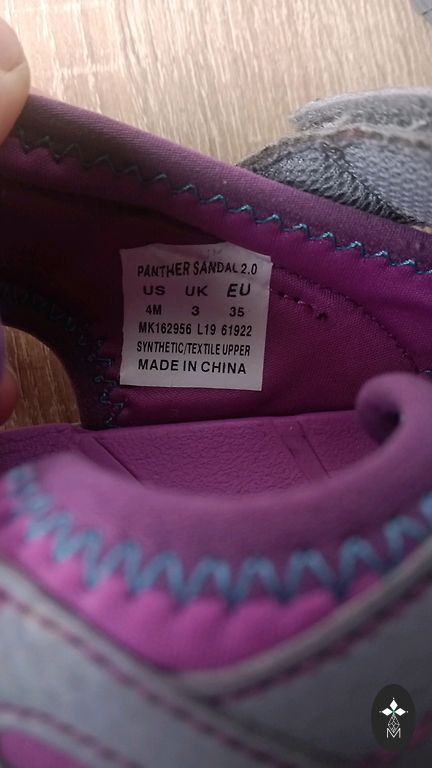 PANTHER SANDAL 2.0
US UK EU
4M 3 35
MK162956 L19 61922
SYNTHETIC/TEXTILE UPPER
MADE IN CHINA
M